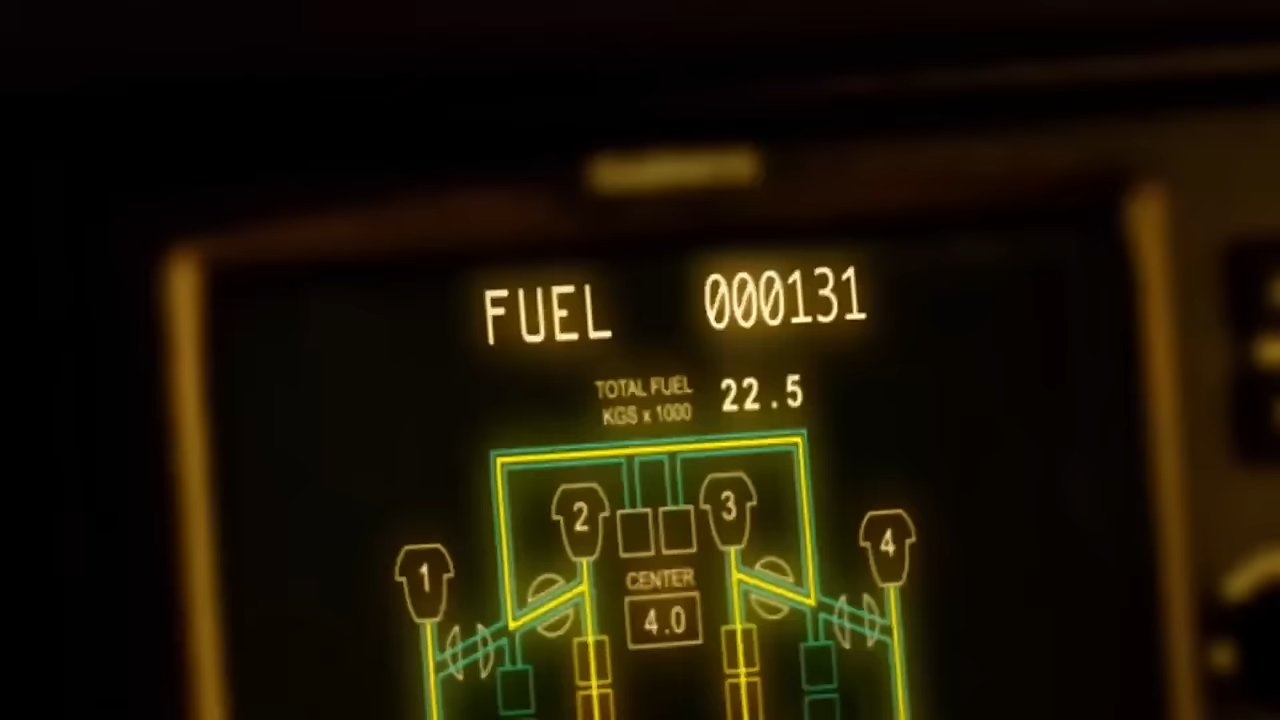 FUEL 000131
TOTAL FUEL 22.5
KGS x 1000
2 3
1 4
CENTER
4.0